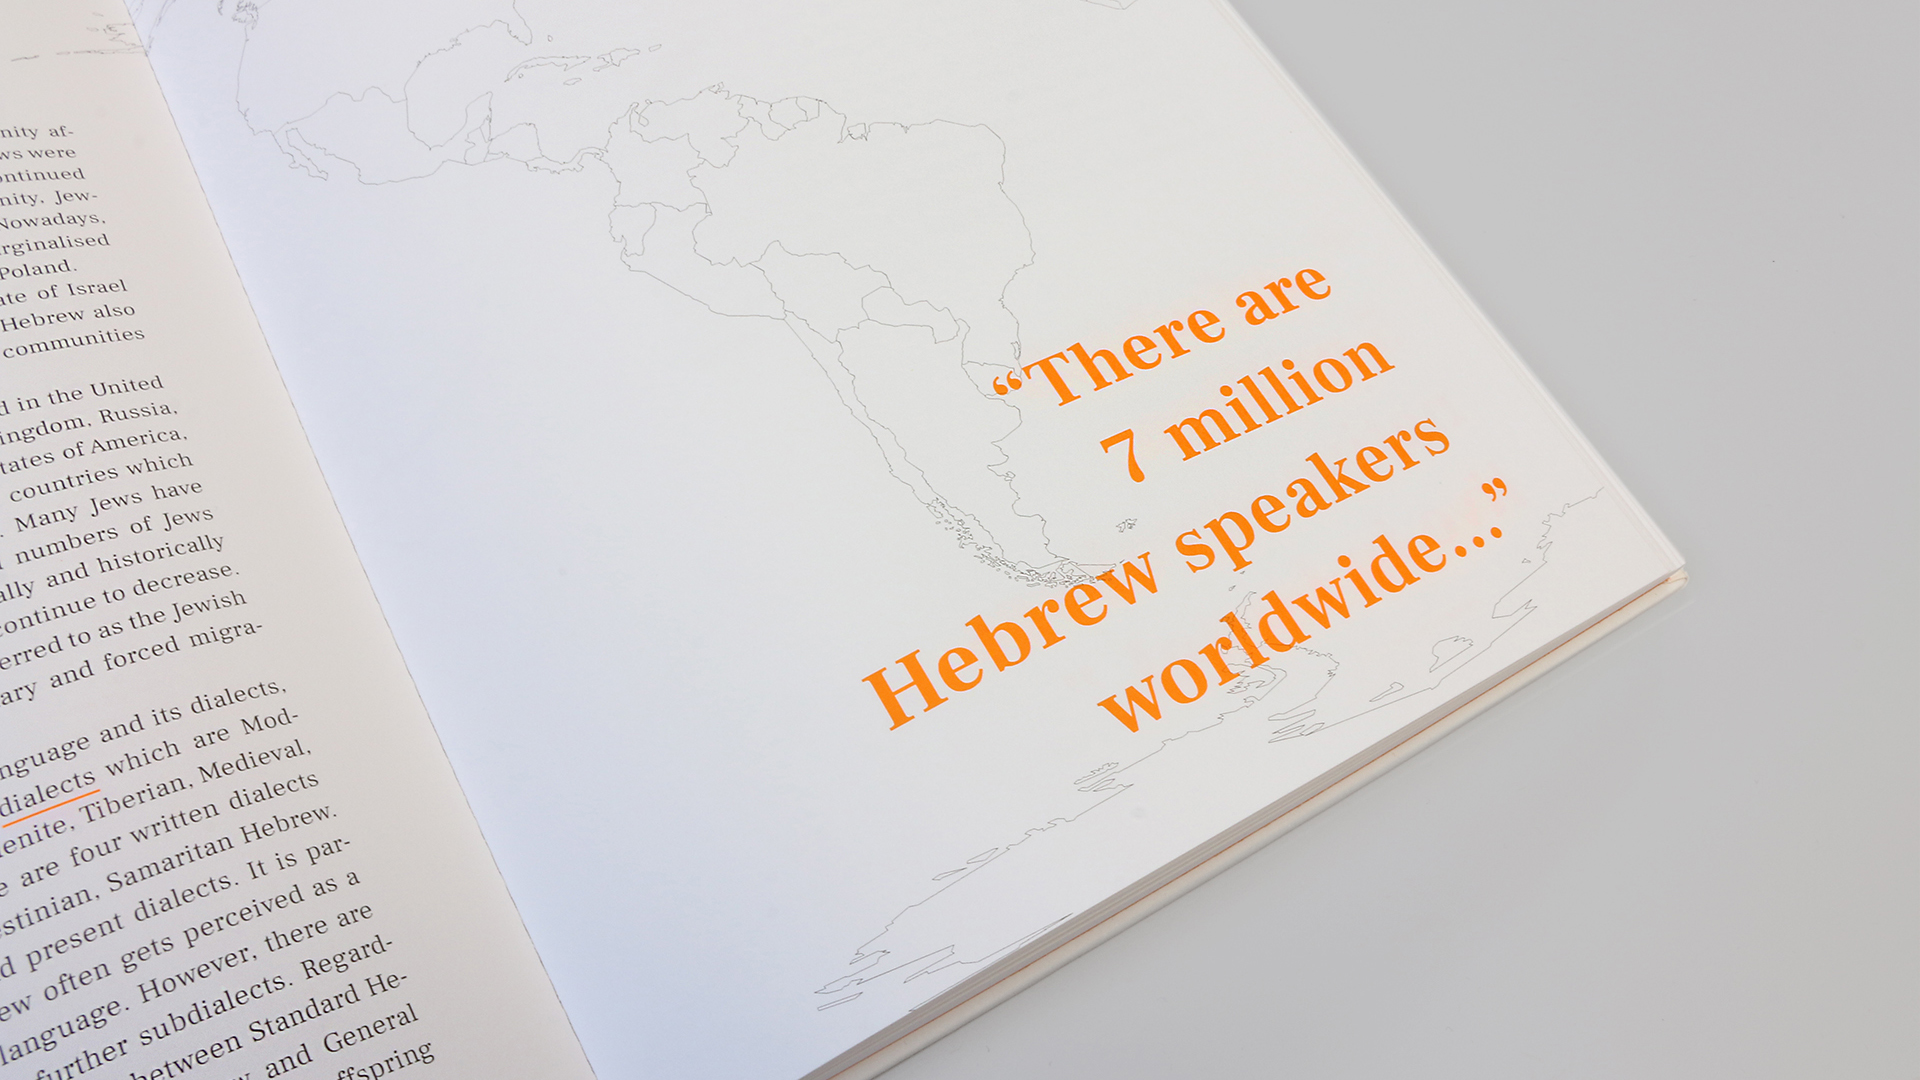 nity af-
ws were
ontinued
nity, Jew-
Nowadays,
rginalised
Poland.
ate of Israel
Hebrew also
communities
d in the United
ingdom, Russia,
tates of America,
countries which
. Many Jews have
numbers of Jews
ally and historically
continue to decrease.
erred to as the Jewish
ary and forced migra-
nguage and its dialects,
dialects which are Mod-
enite, Tiberian, Medieval,
e are four written dialects
estinian, Samaritan Hebrew.
d present dialects. It is par-
ew often gets perceived as a
language. However, there are
further subdialects. Regard-
between Standard He-
w and General
ffspring
“There are
7 million
Hebrew speakers
worldwide...”